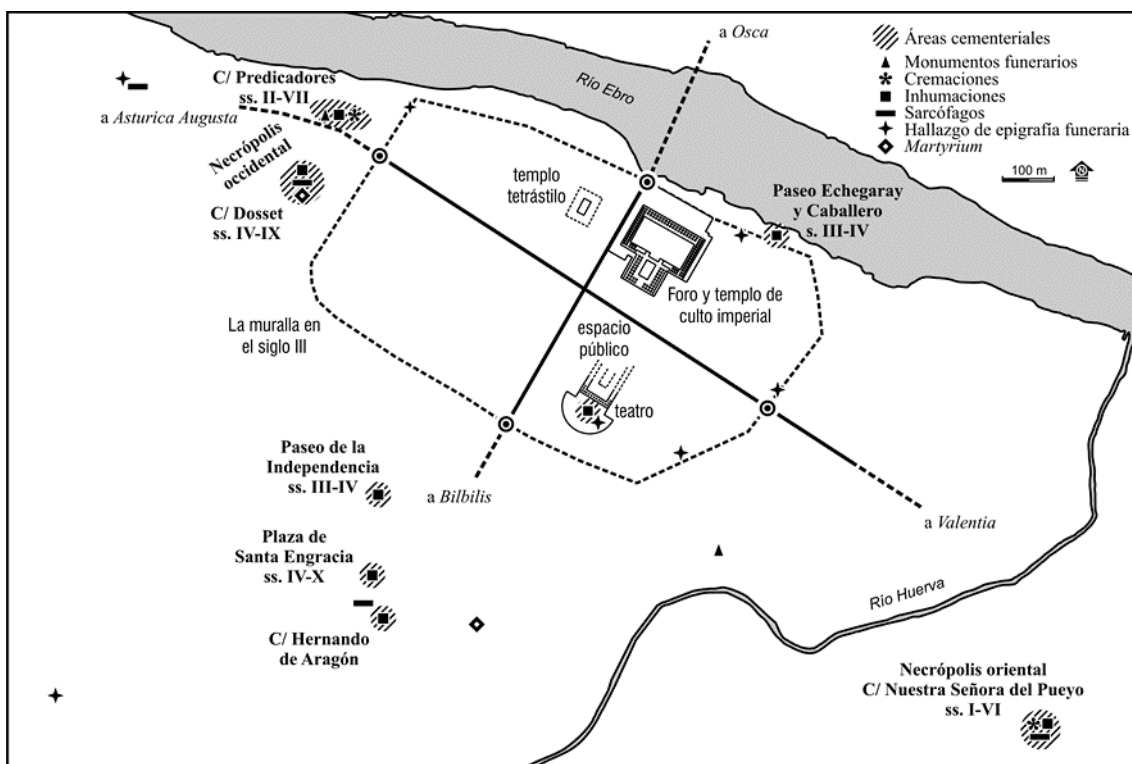 a Osca
Río Ebro
Áreas cementeriales
Monumentos funerarios
Cremaciones
Inhumaciones
Sarcófagos
Hallazgo de epigrafía funeraria
Martyrium
100 m
N
C/ Predicadores
ss. II-VII
a Asturica Augusta
Necrópolis
occidental
C/ Dosset
ss. IV-IX
templo
tetrástilo
Paseo Echegaray
y Caballero
s. III-IV
Foro y templo de
culto imperial
La muralla en
el siglo III
espacio
público
teatro
Paseo de la
Independencia
ss. III-IV
a Bilbilis
a Valentia
Plaza de
Santa Engracia
ss. IV-X
Río Huerva
C/ Hernando
de Aragón
Necrópolis oriental
C/ Nuestra Señora del Pueyo
ss. I-VI